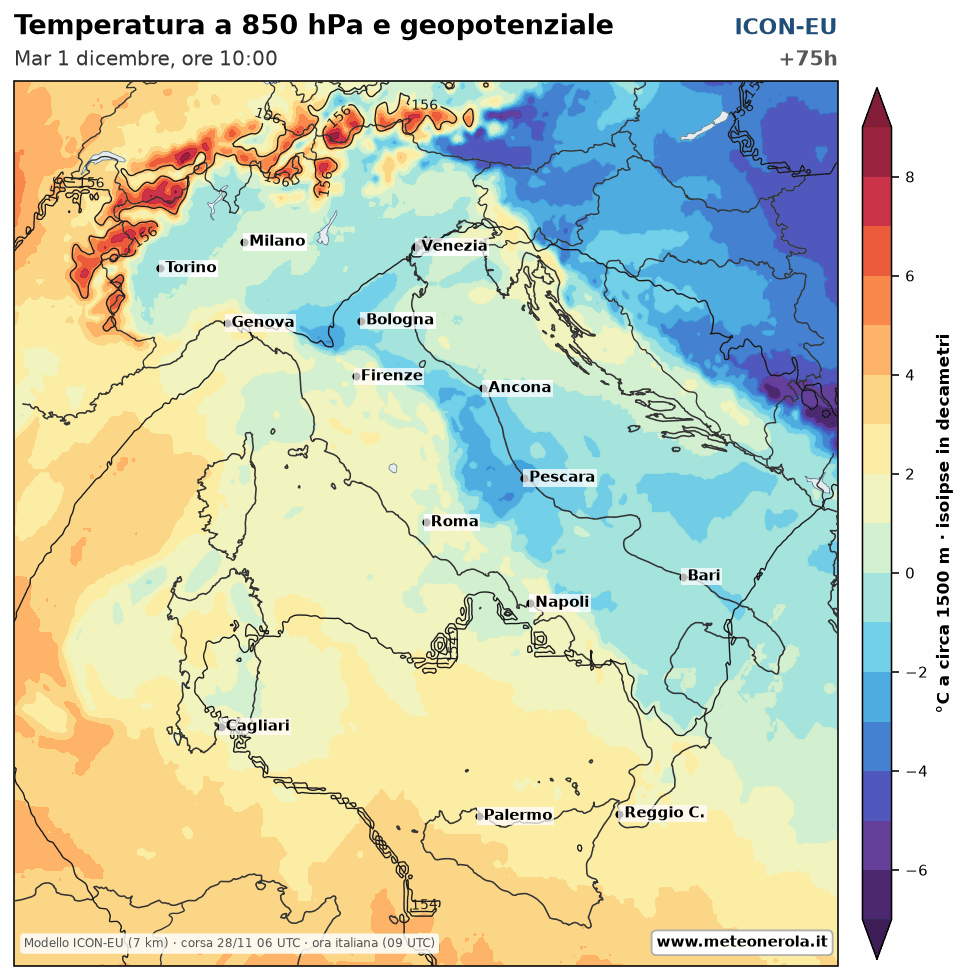 Temperatura a 850 hPa e geopotenziale
ICON-EU
Mar 1 dicembre, ore 10:00
+75h
156
156
156
156
156
156
Milano
Venezia
Torino
Genova
Bologna
Firenze
Ancona
Pescara
Roma
Bari
Napoli
Cagliari
Palermo
Reggio C.
154
Modello ICON-EU (7 km) · corsa 28/11 06 UTC · ora italiana (09 UTC)
www.meteonerola.it
8
6
4
2
0
−2
−4
−6
°C a circa 1500 m · isoipse in decametri